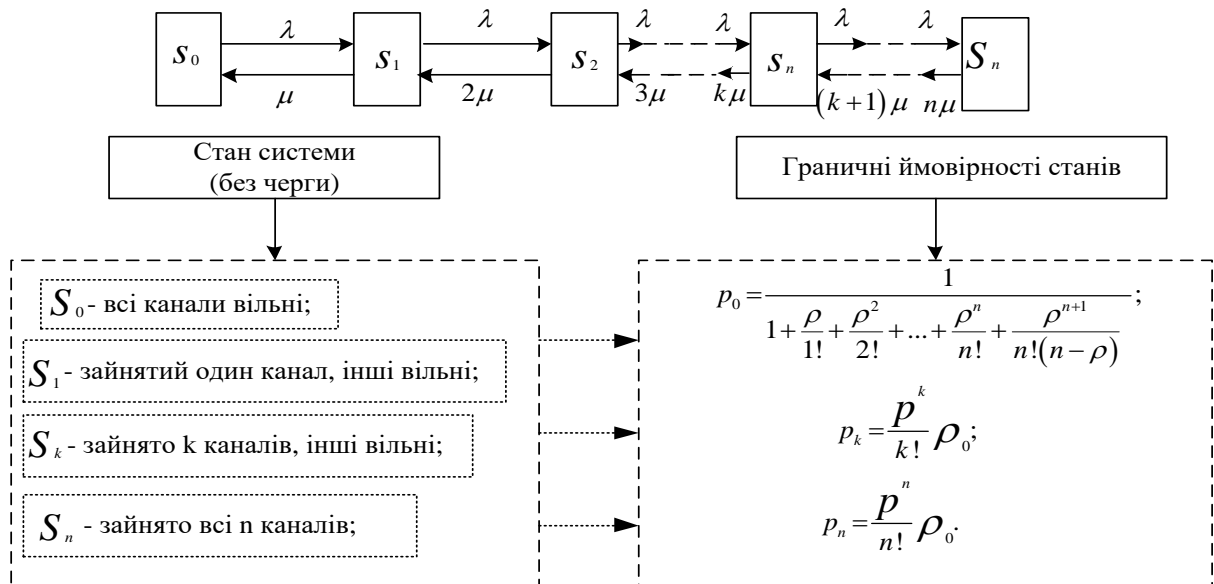 λ λ λ λ λ λ
S₀ S₁ S₂ Sₙ Sₙ
μ 2μ 3μ kμ (k+1)μ nμ
Стан системи
(без черги)
Граничні ймовірності станів
S₀ - всі канали вільні;
S₁ - зайнятий один канал, інші вільні;
Sₖ - зайнято k каналів, інші вільні;
Sₙ - зайнято всі n каналів;
p₀ = 1 / (1 + ρ/1! + ρ²/2! + ... + ρⁿ/n! + ρⁿ⁺¹/n!(n − ρ));
pₖ = pᵏ/k! ρ₀;
pₙ = pⁿ/n! ρ₀.